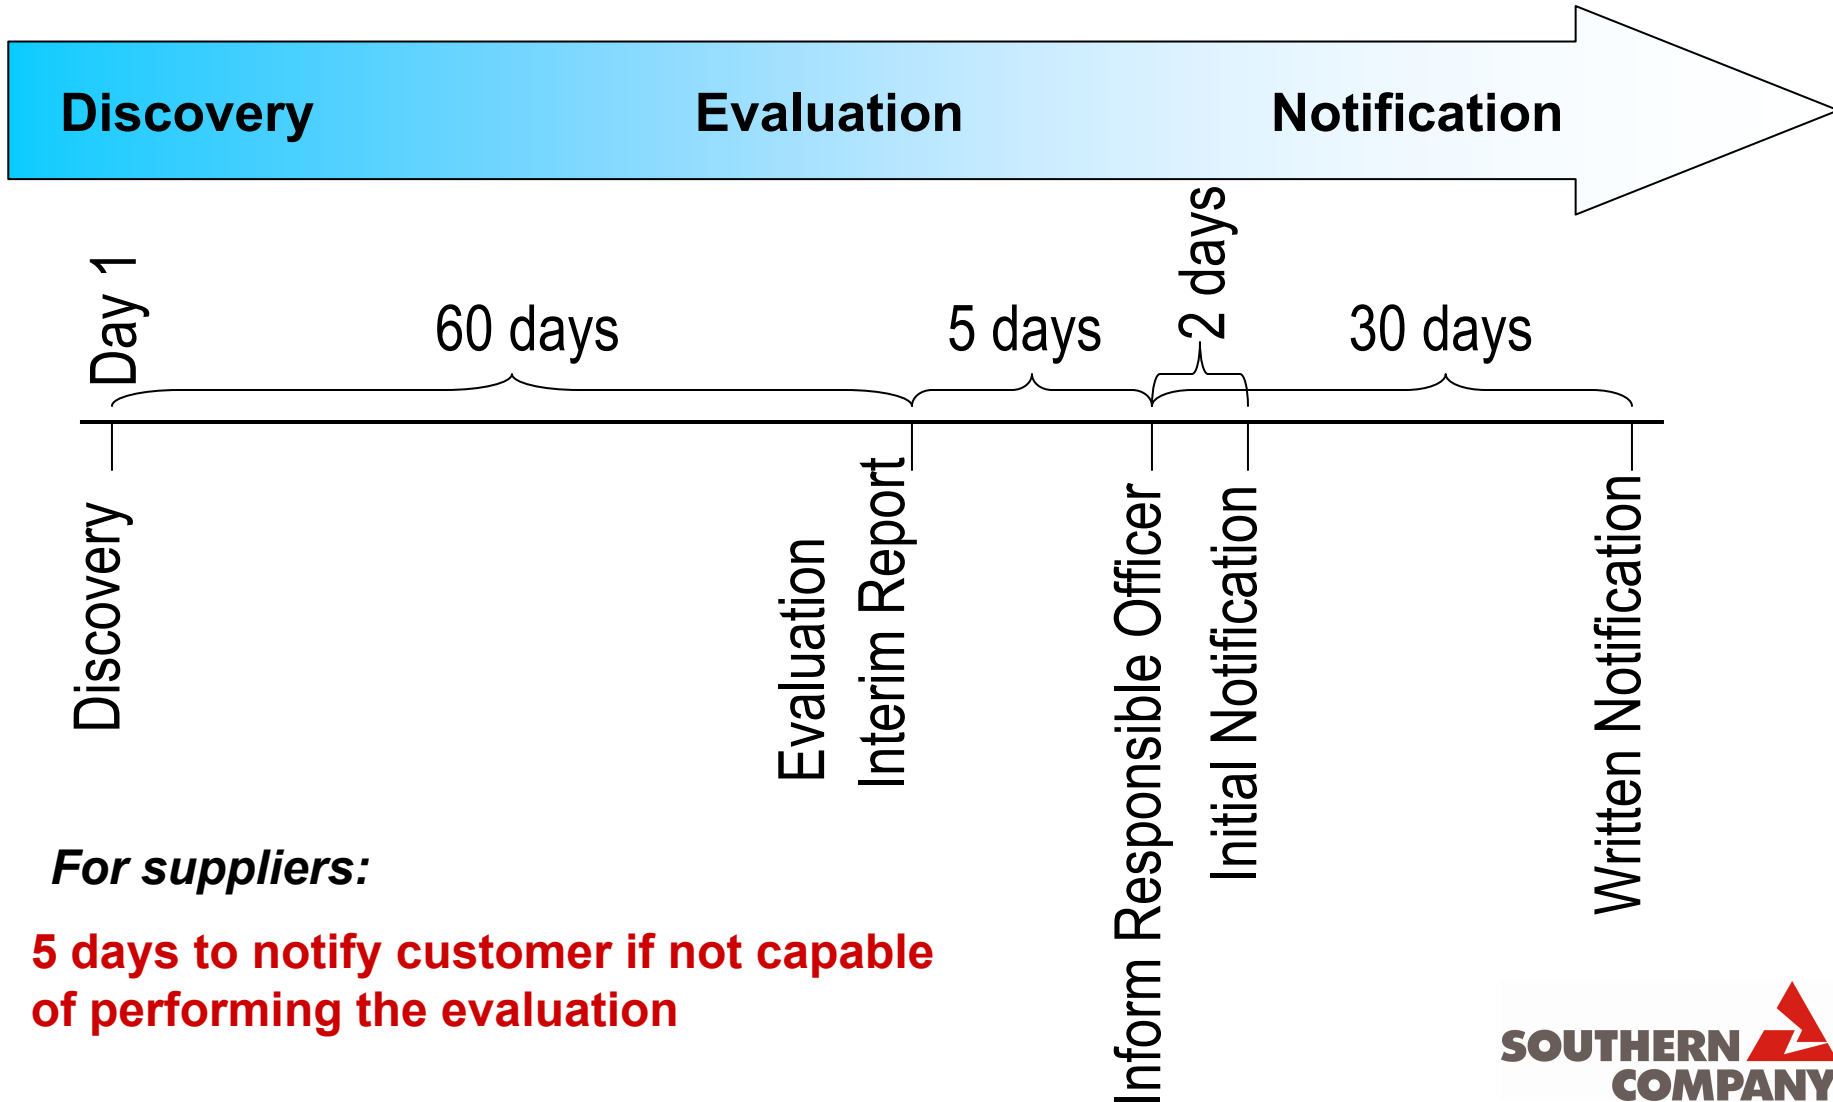 Discovery
Evaluation
Notification
Day 1
60 days
5 days
2 days
30 days
Discovery
Evaluation
Interim Report
Inform Responsible Officer
Initial Notification
Written Notification
For suppliers:
5 days to notify customer if not capable
of performing the evaluation
SOUTHERN
COMPANY